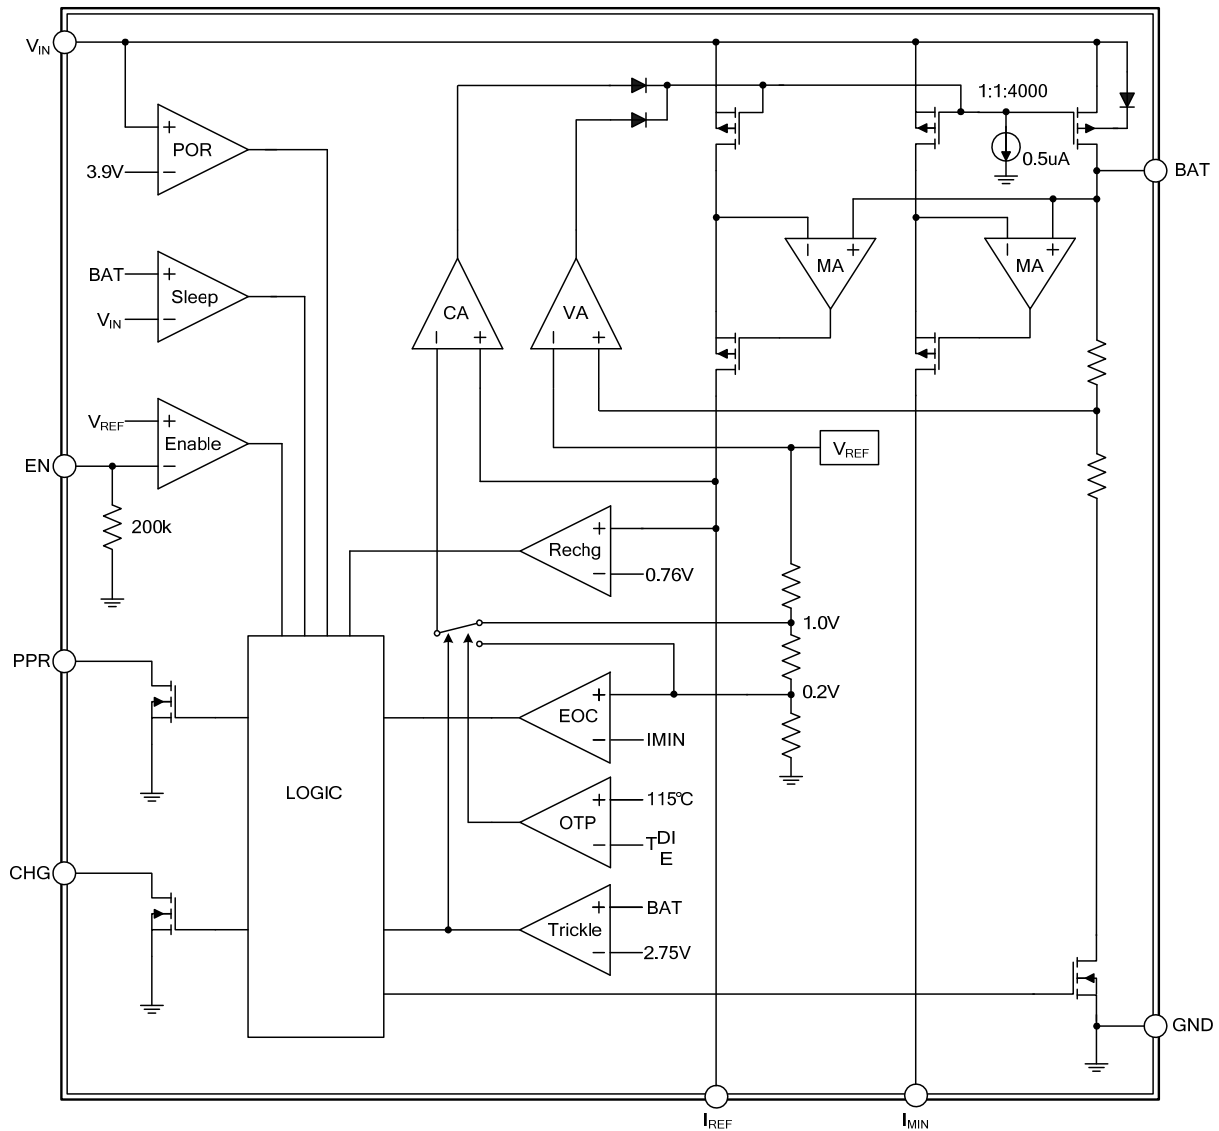 VIN
1:1:4000
POR
3.9V
0.5uA
BAT
BAT
Sleep
VIN
MA
MA
CA
VA
VREF
Enable
EN
VREF
200k
Rechg
0.76V
1.0V
PPR
0.2V
EOC
IMIN
LOGIC
115°C
OTP
TDI
E
CHG
BAT
Trickle
2.75V
GND
IREF
IMIN